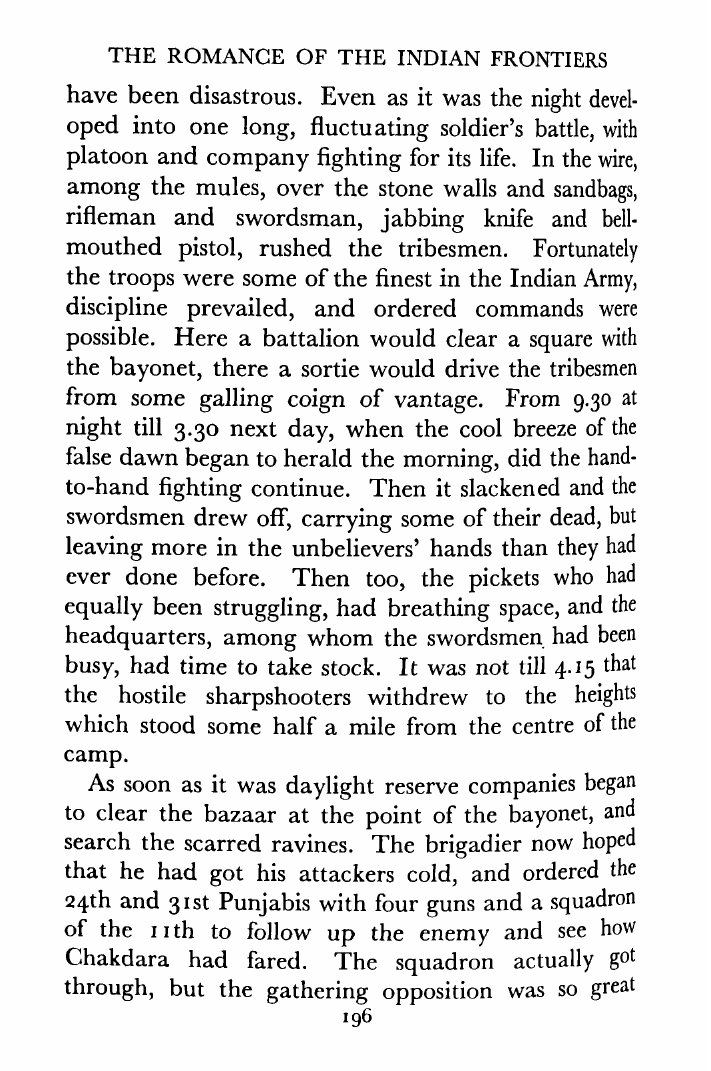 THE ROMANCE OF THE INDIAN FRONTIERS
have been disastrous. Even as it was the night devel-
oped into one long, fluctuating soldier's battle, with
platoon and company fighting for its life. In the wire,
among the mules, over the stone walls and sandbags,
rifleman and swordsman, jabbing knife and bell-
mouthed pistol, rushed the tribesmen. Fortunately
the troops were some of the finest in the Indian Army,
discipline prevailed, and ordered commands were
possible. Here a battalion would clear a square with
the bayonet, there a sortie would drive the tribesmen
from some galling coign of vantage. From 9.30 at
night till 3.30 next day, when the cool breeze of the
false dawn began to herald the morning, did the hand-
to-hand fighting continue. Then it slackened and the
swordsmen drew off, carrying some of their dead, but
leaving more in the unbelievers' hands than they had
ever done before. Then too, the pickets who had
equally been struggling, had breathing space, and the
headquarters, among whom the swordsmen had been
busy, had time to take stock. It was not till 4.15 that
the hostile sharpshooters withdrew to the heights
which stood some half a mile from the centre of the
camp.
As soon as it was daylight reserve companies began
to clear the bazaar at the point of the bayonet, and
search the scarred ravines. The brigadier now hoped
that he had got his attackers cold, and ordered the
24th and 31st Punjabis with four guns and a squadron
of the 11th to follow up the enemy and see how
Chakdara had fared. The squadron actually got
through, but the gathering opposition was so great
196